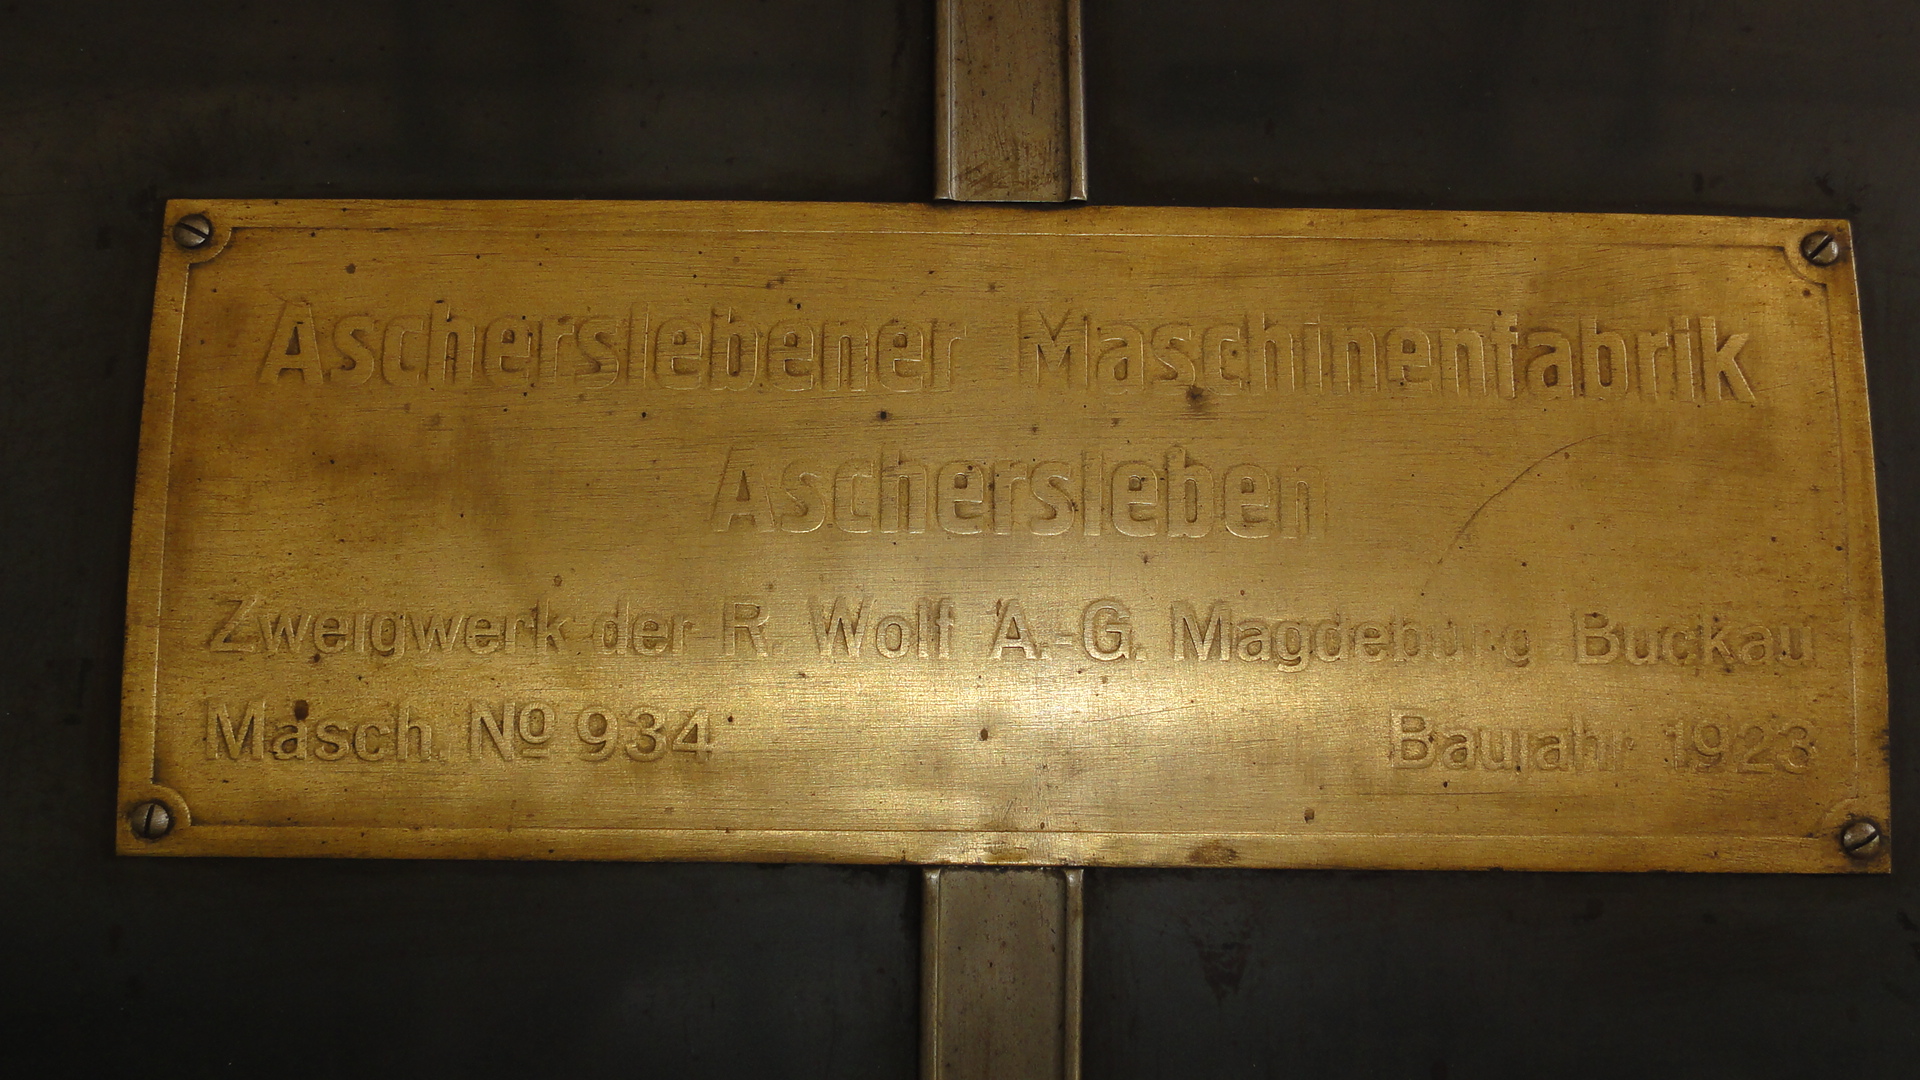 Ascherslebener Maschinenfabrik
Aschersleben
Zweigwerk der R. Wolf A.-G. Magdeburg Buckau
Masch. Nº 934 Baujahr 1923